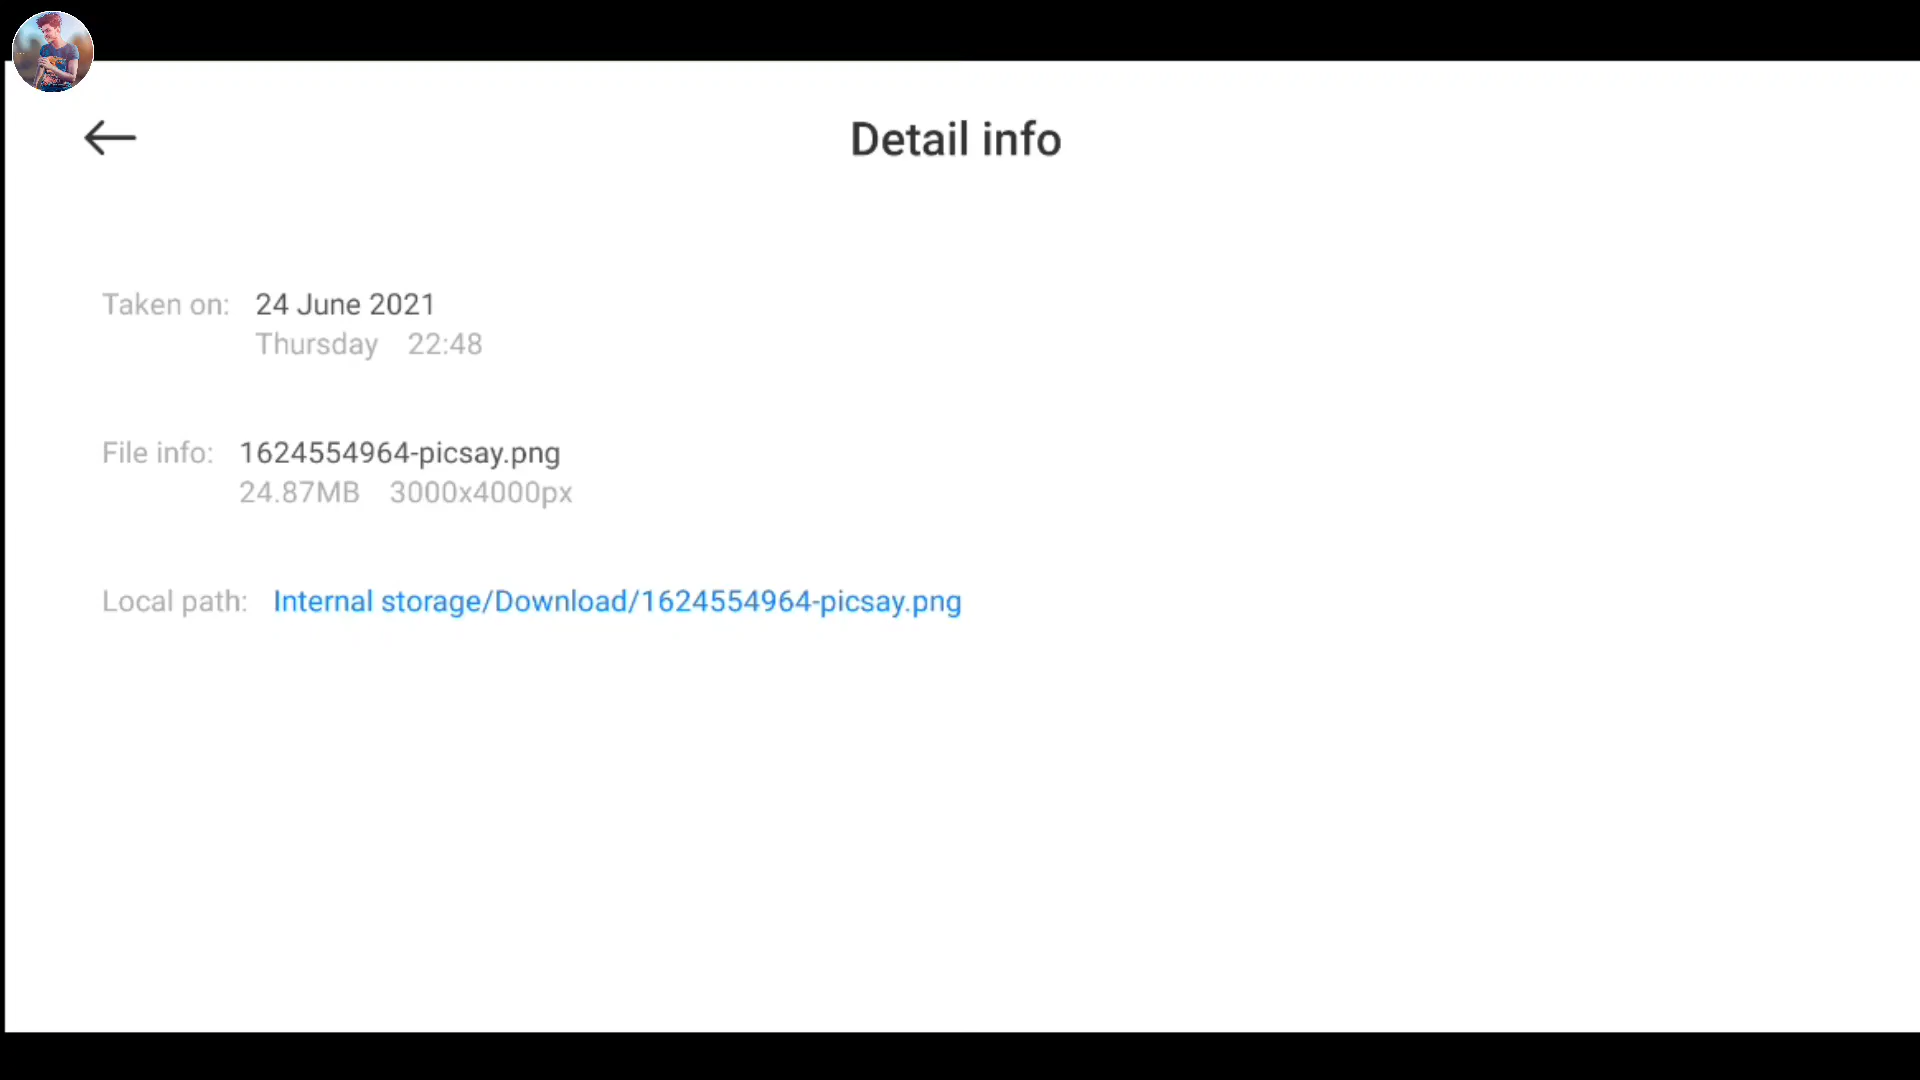 Detail info
Taken on: 24 June 2021
Thursday 22:48
File info: 1624554964-picsay.png
24.87MB 3000x4000px
Local path: Internal storage/Download/1624554964-picsay.png